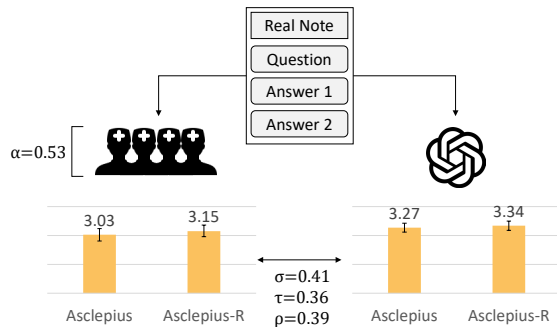 Real Note
Question
Answer 1
Answer 2
α=0.53
3.03
3.15
3.27
3.34
σ=0.41
τ=0.36
ρ=0.39
Asclepius
Asclepius-R
Asclepius
Asclepius-R